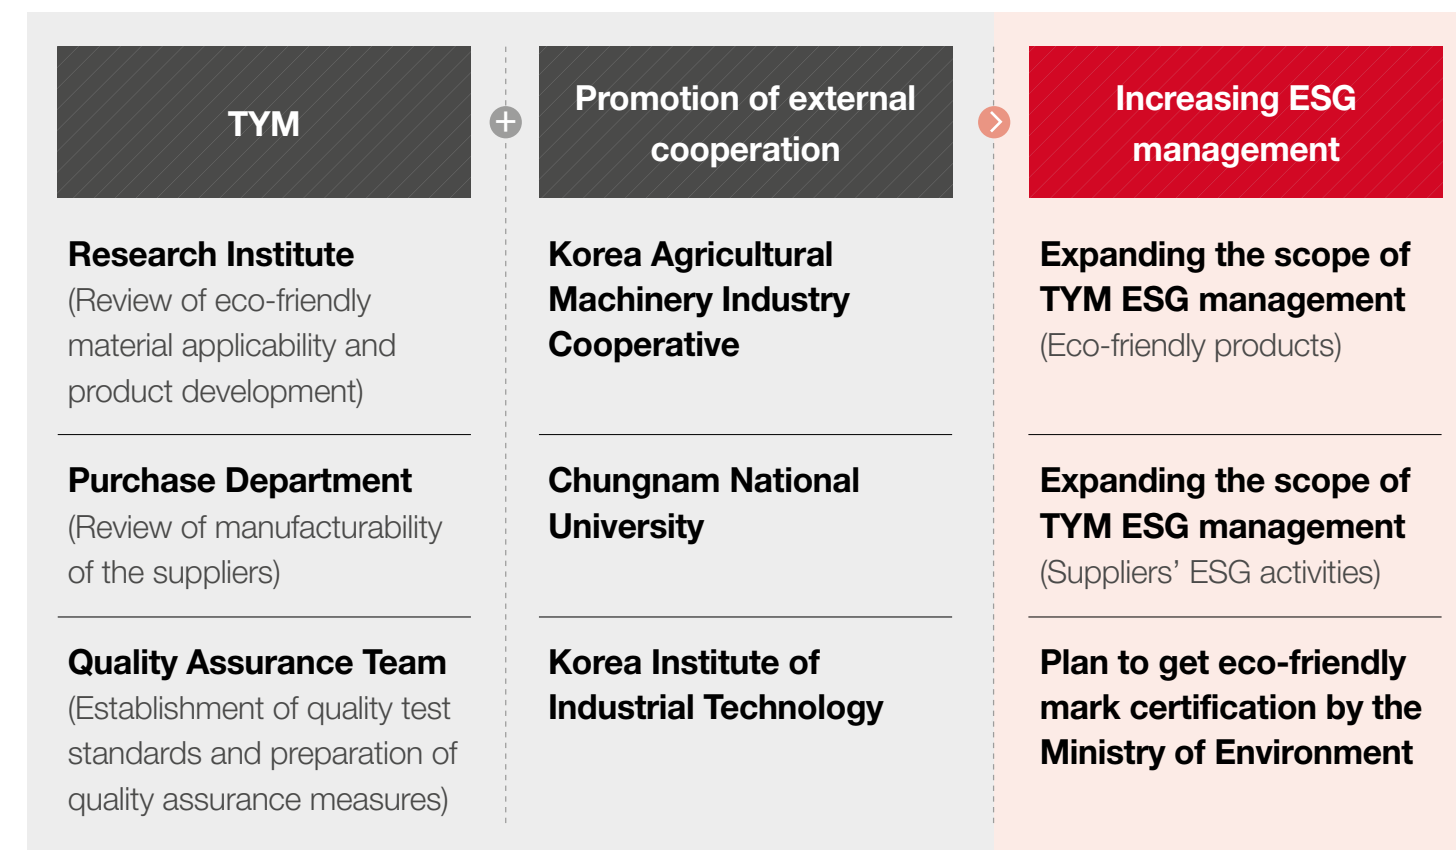 TYM
Promotion of external
cooperation
Increasing ESG
management
Research Institute
(Review of eco-friendly
material applicability and
product development)
Korea Agricultural
Machinery Industry
Cooperative
Expanding the scope of
TYM ESG management
(Eco-friendly products)
Purchase Department
(Review of manufacturability
of the suppliers)
Chungnam National
University
Expanding the scope of
TYM ESG management
(Suppliers’ ESG activities)
Quality Assurance Team
(Establishment of quality test
standards and preparation of
quality assurance measures)
Korea Institute of
Industrial Technology
Plan to get eco-friendly
mark certification by the
Ministry of Environment